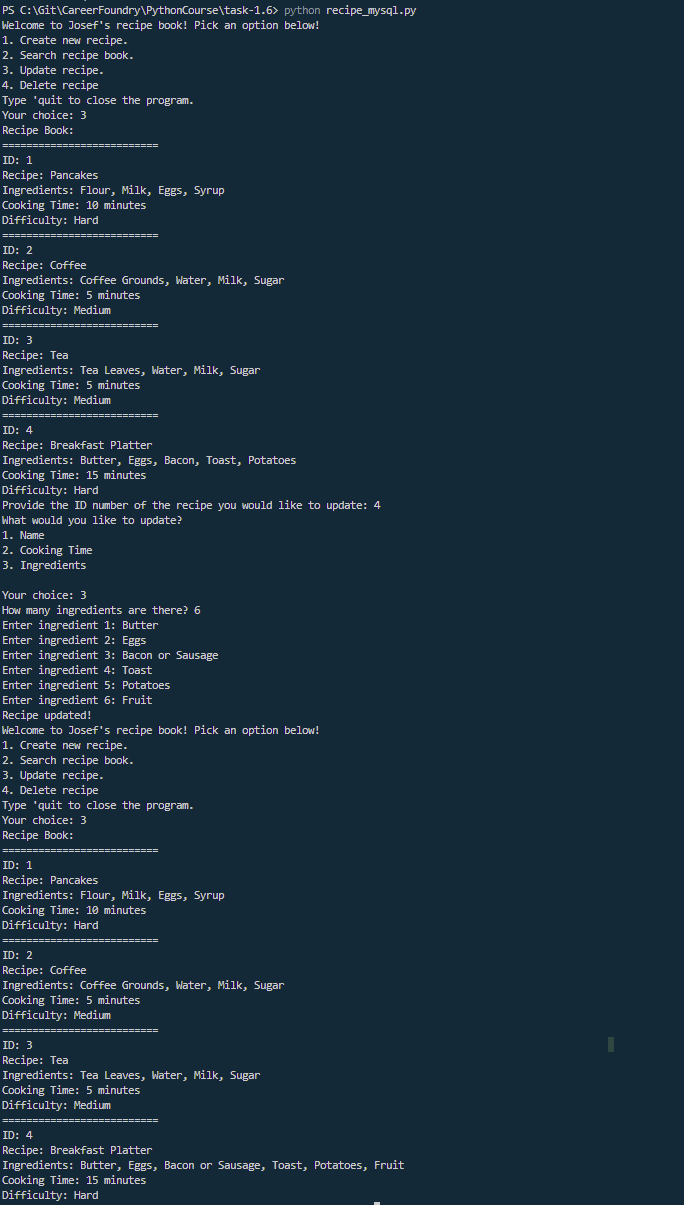 PS C:\Git\CareerFoundry\PythonCourse\task-1.6> python recipe_mysql.py
Welcome to Josef's recipe book! Pick an option below!
1. Create new recipe.
2. Search recipe book.
3. Update recipe.
4. Delete recipe
Type 'quit to close the program.
Your choice: 3
Recipe Book:
==========================
ID: 1
Recipe: Pancakes
Ingredients: Flour, Milk, Eggs, Syrup
Cooking Time: 10 minutes
Difficulty: Hard
==========================
ID: 2
Recipe: Coffee
Ingredients: Coffee Grounds, Water, Milk, Sugar
Cooking Time: 5 minutes
Difficulty: Medium
==========================
ID: 3
Recipe: Tea
Ingredients: Tea Leaves, Water, Milk, Sugar
Cooking Time: 5 minutes
Difficulty: Medium
==========================
ID: 4
Recipe: Breakfast Platter
Ingredients: Butter, Eggs, Bacon, Toast, Potatoes
Cooking Time: 15 minutes
Difficulty: Hard
Provide the ID number of the recipe you would like to update: 4
What would you like to update?
1. Name
2. Cooking Time
3. Ingredients
Your choice: 3
How many ingredients are there? 6
Enter ingredient 1: Butter
Enter ingredient 2: Eggs
Enter ingredient 3: Bacon or Sausage
Enter ingredient 4: Toast
Enter ingredient 5: Potatoes
Enter ingredient 6: Fruit
Recipe updated!
Welcome to Josef's recipe book! Pick an option below!
1. Create new recipe.
2. Search recipe book.
3. Update recipe.
4. Delete recipe
Type 'quit to close the program.
Your choice: 3
Recipe Book:
==========================
ID: 1
Recipe: Pancakes
Ingredients: Flour, Milk, Eggs, Syrup
Cooking Time: 10 minutes
Difficulty: Hard
==========================
ID: 2
Recipe: Coffee
Ingredients: Coffee Grounds, Water, Milk, Sugar
Cooking Time: 5 minutes
Difficulty: Medium
==========================
ID: 3
Recipe: Tea
Ingredients: Tea Leaves, Water, Milk, Sugar
Cooking Time: 5 minutes
Difficulty: Medium
==========================
ID: 4
Recipe: Breakfast Platter
Ingredients: Butter, Eggs, Bacon or Sausage, Toast, Potatoes, Fruit
Cooking Time: 15 minutes
Difficulty: Hard